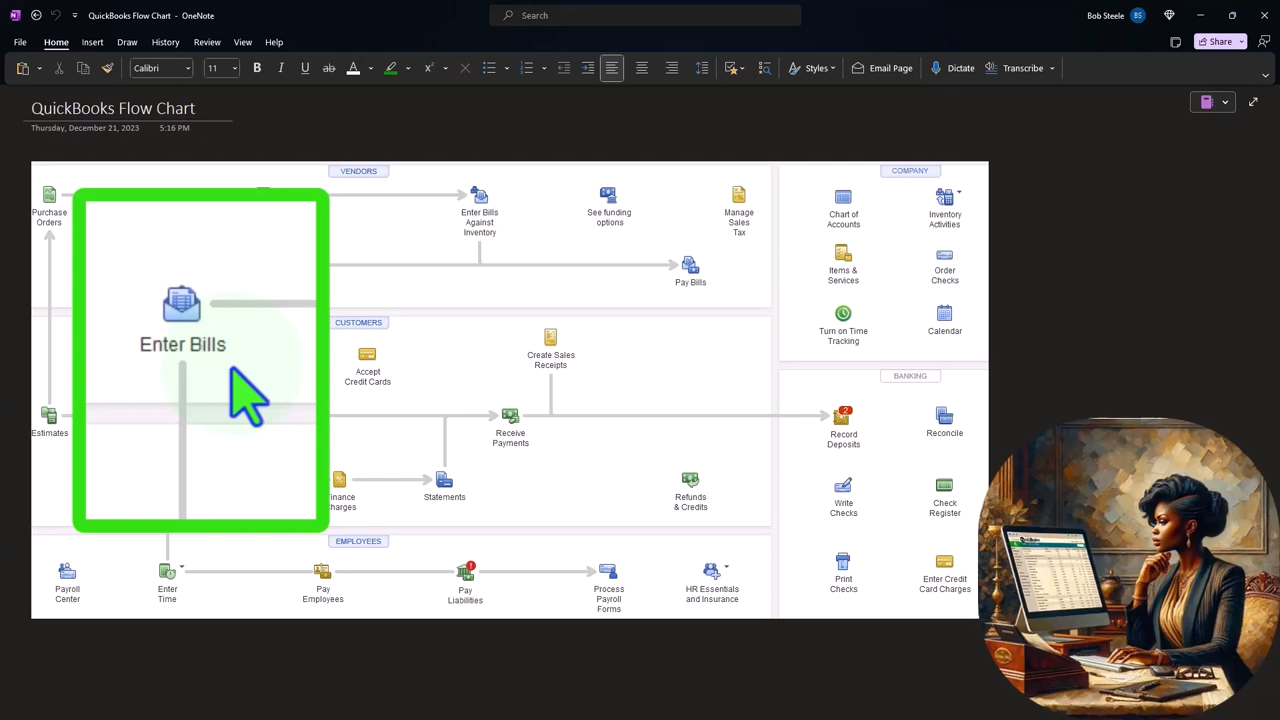 QuickBooks Flow Chart - OneNote
Search
Bob Steele
BS
File
Home
Insert
Draw
History
Review
View
Help
Share
Calibri
11
B
I
U
ab
A
Styles
Email Page
Dictate
Transcribe
QuickBooks Flow Chart
Thursday, December 21, 2023
5:16 PM
VENDORS
Purchase
Orders
Enter Bills
Against
Inventory
See funding
options
Manage
Sales
Tax
Pay Bills
Enter Bills
CUSTOMERS
Accept
Credit Cards
Create Sales
Receipts
Estimates
Receive
Payments
Statements
Refunds
& Credits
EMPLOYEES
Payroll
Center
Enter
Time
Pay
Employees
Pay
Liabilities
Process
Payroll
Forms
HR Essentials
and Insurance
COMPANY
Chart of
Accounts
Inventory
Activities
Items &
Services
Order
Checks
Turn on Time
Tracking
Calendar
BANKING
2
Record
Deposits
Reconcile
Write
Checks
Check
Register
Print
Checks
Enter Credit
Card Charges